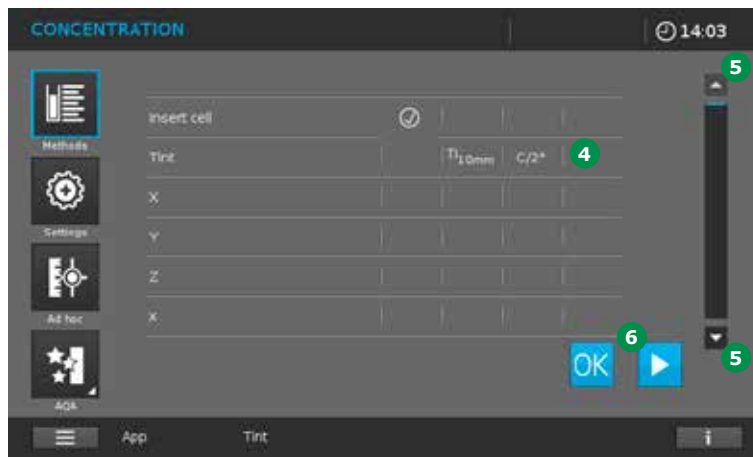 CONCENTRATION 14:03
5
insert cell
Methods
Tint TI10mm C/2° 4
X
Settings
Y
Z
Ad hoc
x
6
OK
5
AQA
App Tint i